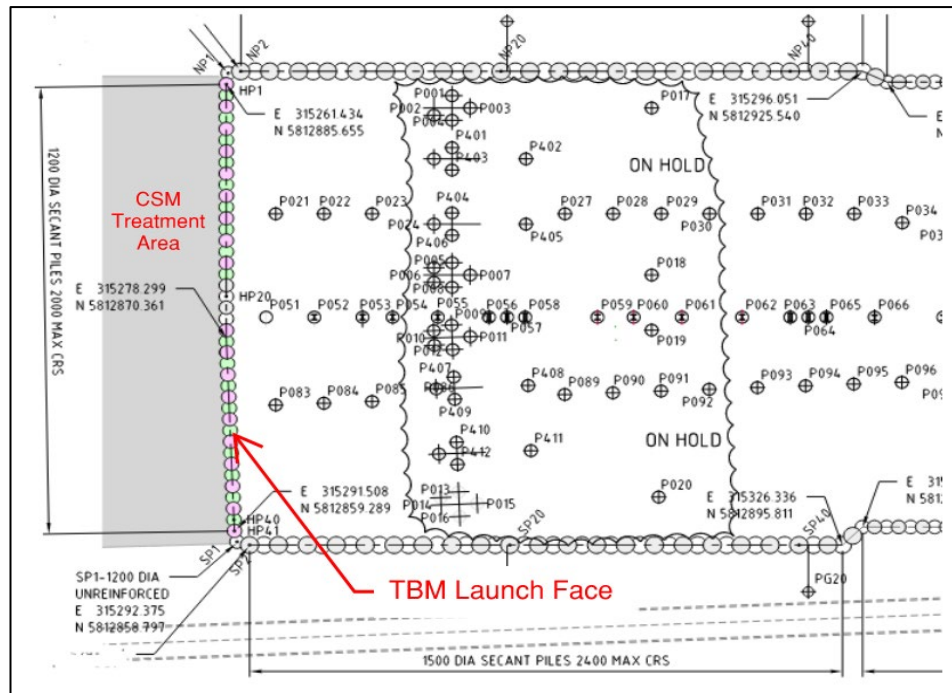 NP1
NP2
NP20
NP40
HP1
P001
P002
P003
P004
P017
E 315261.434
N 5812885.655
E 315296.051
N 5812925.540
P401
P402
P403
ON HOLD
1200 DIA SECANT PILES 2000 MAX CRS
CSM
Treatment
Area
P021
P022
P023
P024
P404
P405
P406
P027
P028
P029
P030
P031
P032
P033
P034
P005
P006
P007
P008
P018
E 315278.299
N 5812870.361
HP20
P051
P052
P053
P054
P055
P056
P057
P058
P059
P060
P061
P062
P063
P064
P065
P066
P009
P010
P011
P012
P019
P407
P408
P409
P083
P084
P085
P089
P090
P091
P092
P093
P094
P095
P096
P410
P411
P412
ON HOLD
P013
P014
P015
P016
P020
E 315291.508
N 5812859.289
E 315326.336
N 5812895.811
HP40
HP41
SP1
SP2
SP20
SP40
SP1-1200 DIA
UNREINFORCED
E 315292.375
N 5812858.797
TBM Launch Face
PG20
1500 DIA SECANT PILES 2400 MAX CRS